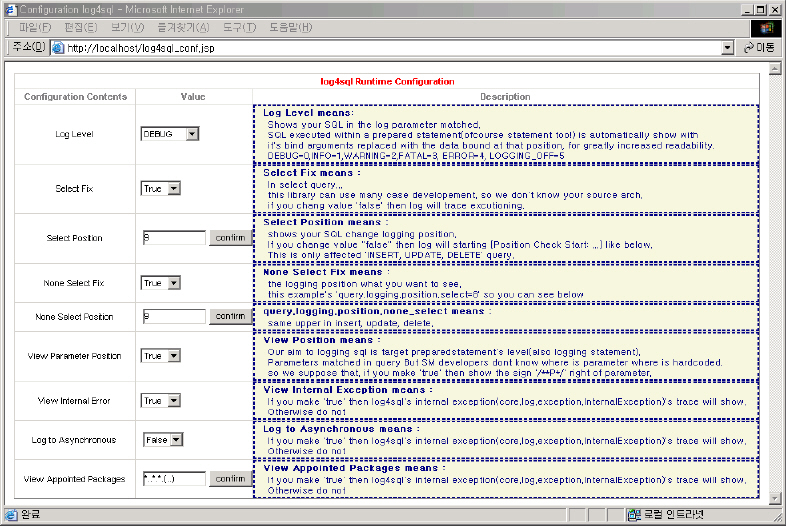 Configuration log4sql - Microsoft Internet Explorer
파일(F) 편집(E) 보기(V) 즐겨찾기(A) 도구(T) 도움말(H)
주소(D) http://localhost/log4sql_conf.jsp 이동
log4sql Runtime Configuration
Configuration Contents Value Description
Log Level DEBUG
Log Level means:
Shows your SQL in the log parameter matched,
SQL executed within a prepared statement(ofcourse statement too!) is automatically show with
it's bind arguments replaced with the data bound at that position, for greatly increased readability.
DEBUG=0,INFO=1,WARNING=2,FATAL=3, ERROR=4, LOGGING_OFF=5
Select Fix True
Select Fix means :
In select query,,,
this library can use many case developement, so we don't know your source arch,
if you chang value 'false' then log will trace excutioning,
Select Position 9 confirm
Select Position means :
shows your SQL change logging position,
If you change value "false" then log will starting [Position Check Start: ,,,] like below,
This is only affected 'INSERT, UPDATE, DELETE' query,
None Select Fix True
None Select Fix means :
the logging position what you want to see,
this example's 'query,logging,position,select=8' so you can see below
None Select Position 9 confirm
query,logging,position,none_select means :
same upper in insert, update, delete,
View Parameter Position True
View Position means :
Our aim to logging sql is target preparedstatement's level(also logging statement),
Parameters matched in query But SM developers dont know where is parameter where is hardcoded,
so we suppose that, if you make 'true' then show the sign '/**P*/' right of parameter,
View Internal Error True
View Internal Exception means :
If you make 'true' then log4sql's internal exception(core,log,exception,InternalException)'s trace will show,
Otherwise do not
Log to Asynchronous False
Log to Asynchronous means :
If you make 'true' then log4sql's internal exception(core,log,exception,InternalException)'s trace will show,
Otherwise do not
View Appointed Packages *.*.*.(..) confirm
View Appointed Packages means :
If you make 'true' then log4sql's internal exception(core,log,exception,InternalException)'s trace will show,
Otherwise do not
완료 로컬 인트라넷